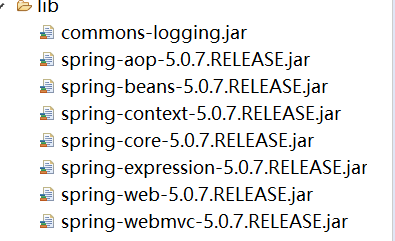 lib
commons-logging.jar
spring-aop-5.0.7.RELEASE.jar
spring-beans-5.0.7.RELEASE.jar
spring-context-5.0.7.RELEASE.jar
spring-core-5.0.7.RELEASE.jar
spring-expression-5.0.7.RELEASE.jar
spring-web-5.0.7.RELEASE.jar
spring-webmvc-5.0.7.RELEASE.jar